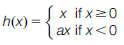 h(x) = { x if x ≥ 0
ax if x < 0